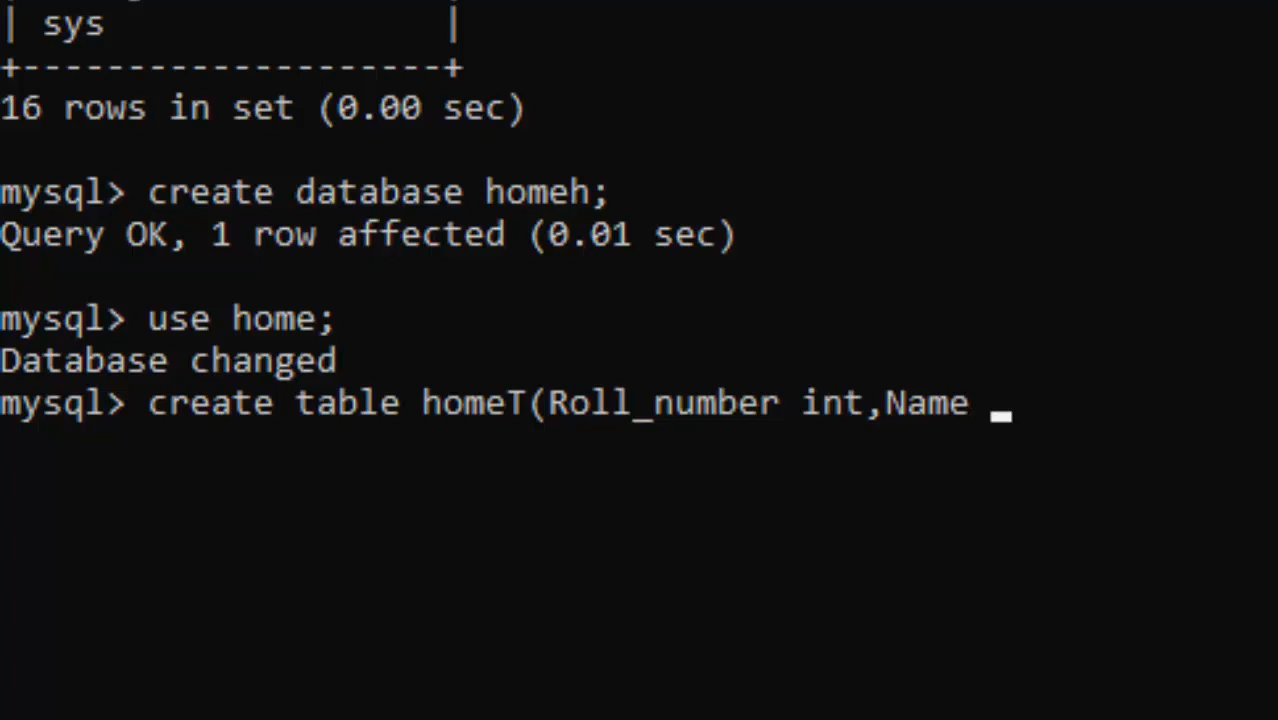 | sys                 |
+--------------------+
16 rows in set (0.00 sec)
mysql> create database homeh;
Query OK, 1 row affected (0.01 sec)
mysql> use home;
Database changed
mysql> create table homeT(Roll_number int,Name _